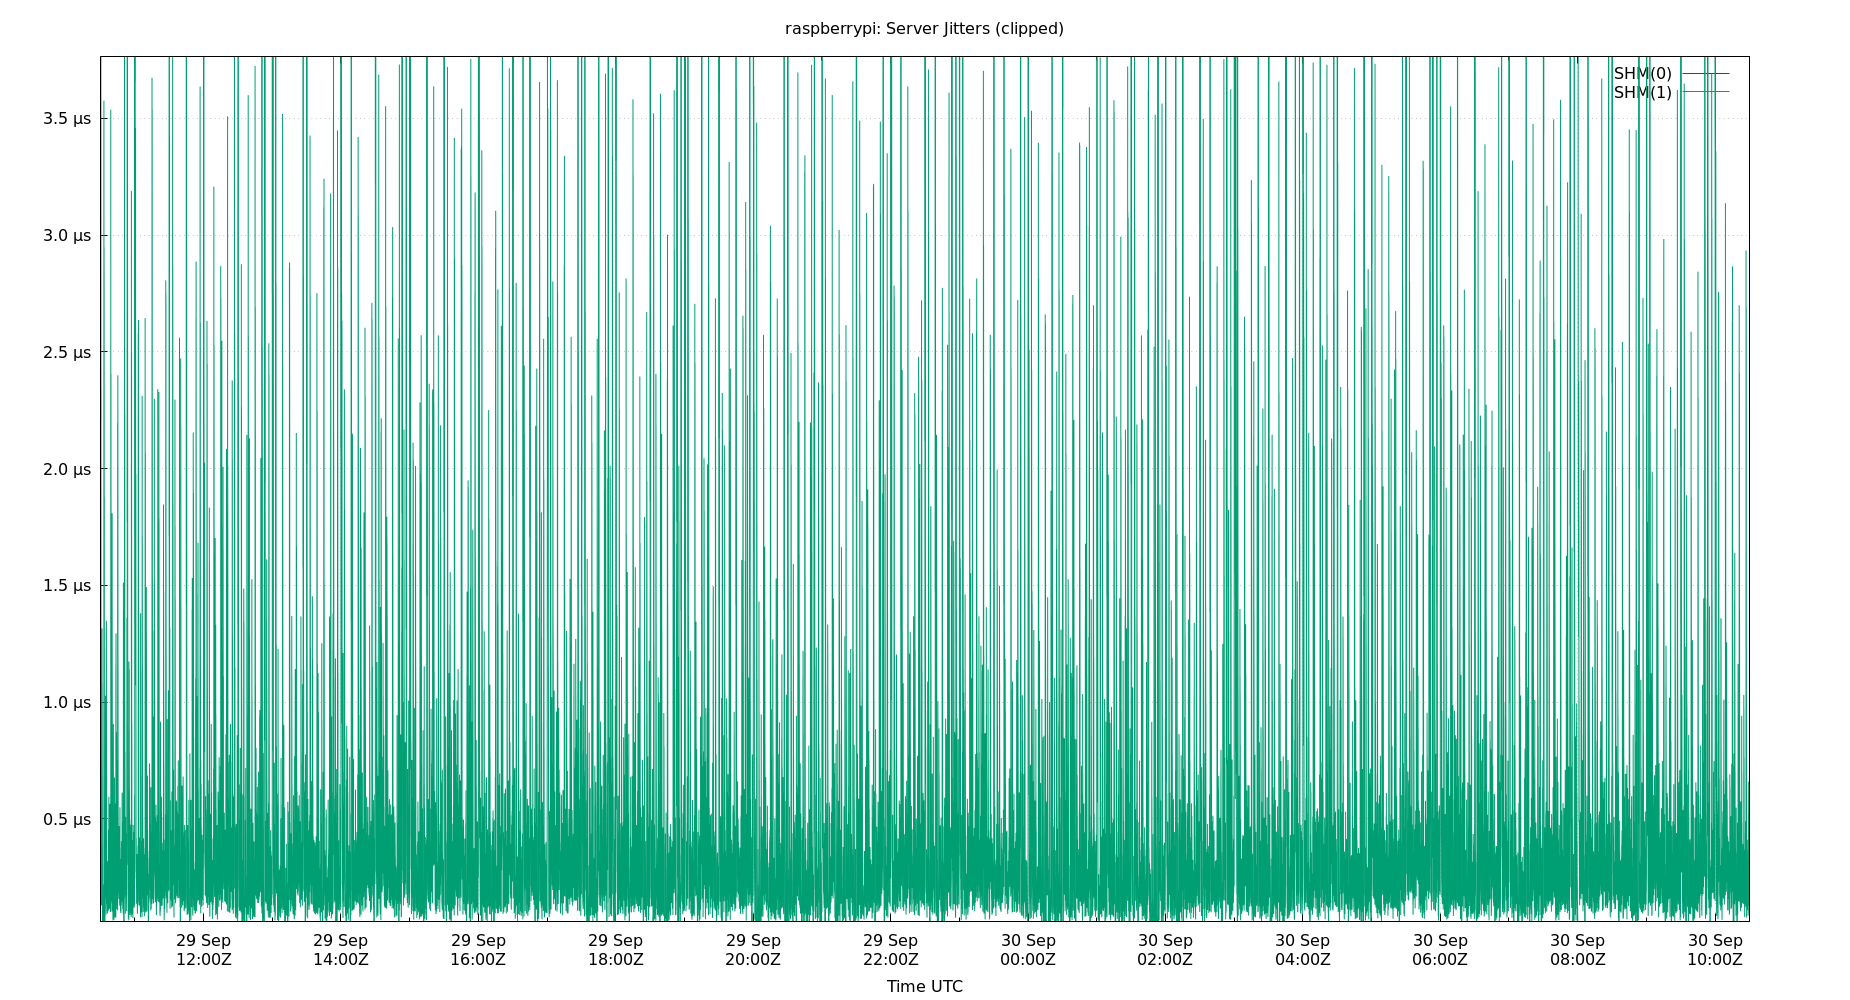 raspberrypi: Server Jitters (clipped)
SHM(0)
SHM(1)
3.5 µs
3.0 µs
2.5 µs
2.0 µs
1.5 µs
1.0 µs
0.5 µs
29 Sep 29 Sep 29 Sep 29 Sep 29 Sep 29 Sep 30 Sep 30 Sep 30 Sep 30 Sep 30 Sep 30 Sep
12:00Z 14:00Z 16:00Z 18:00Z 20:00Z 22:00Z 00:00Z 02:00Z 04:00Z 06:00Z 08:00Z 10:00Z
Time UTC